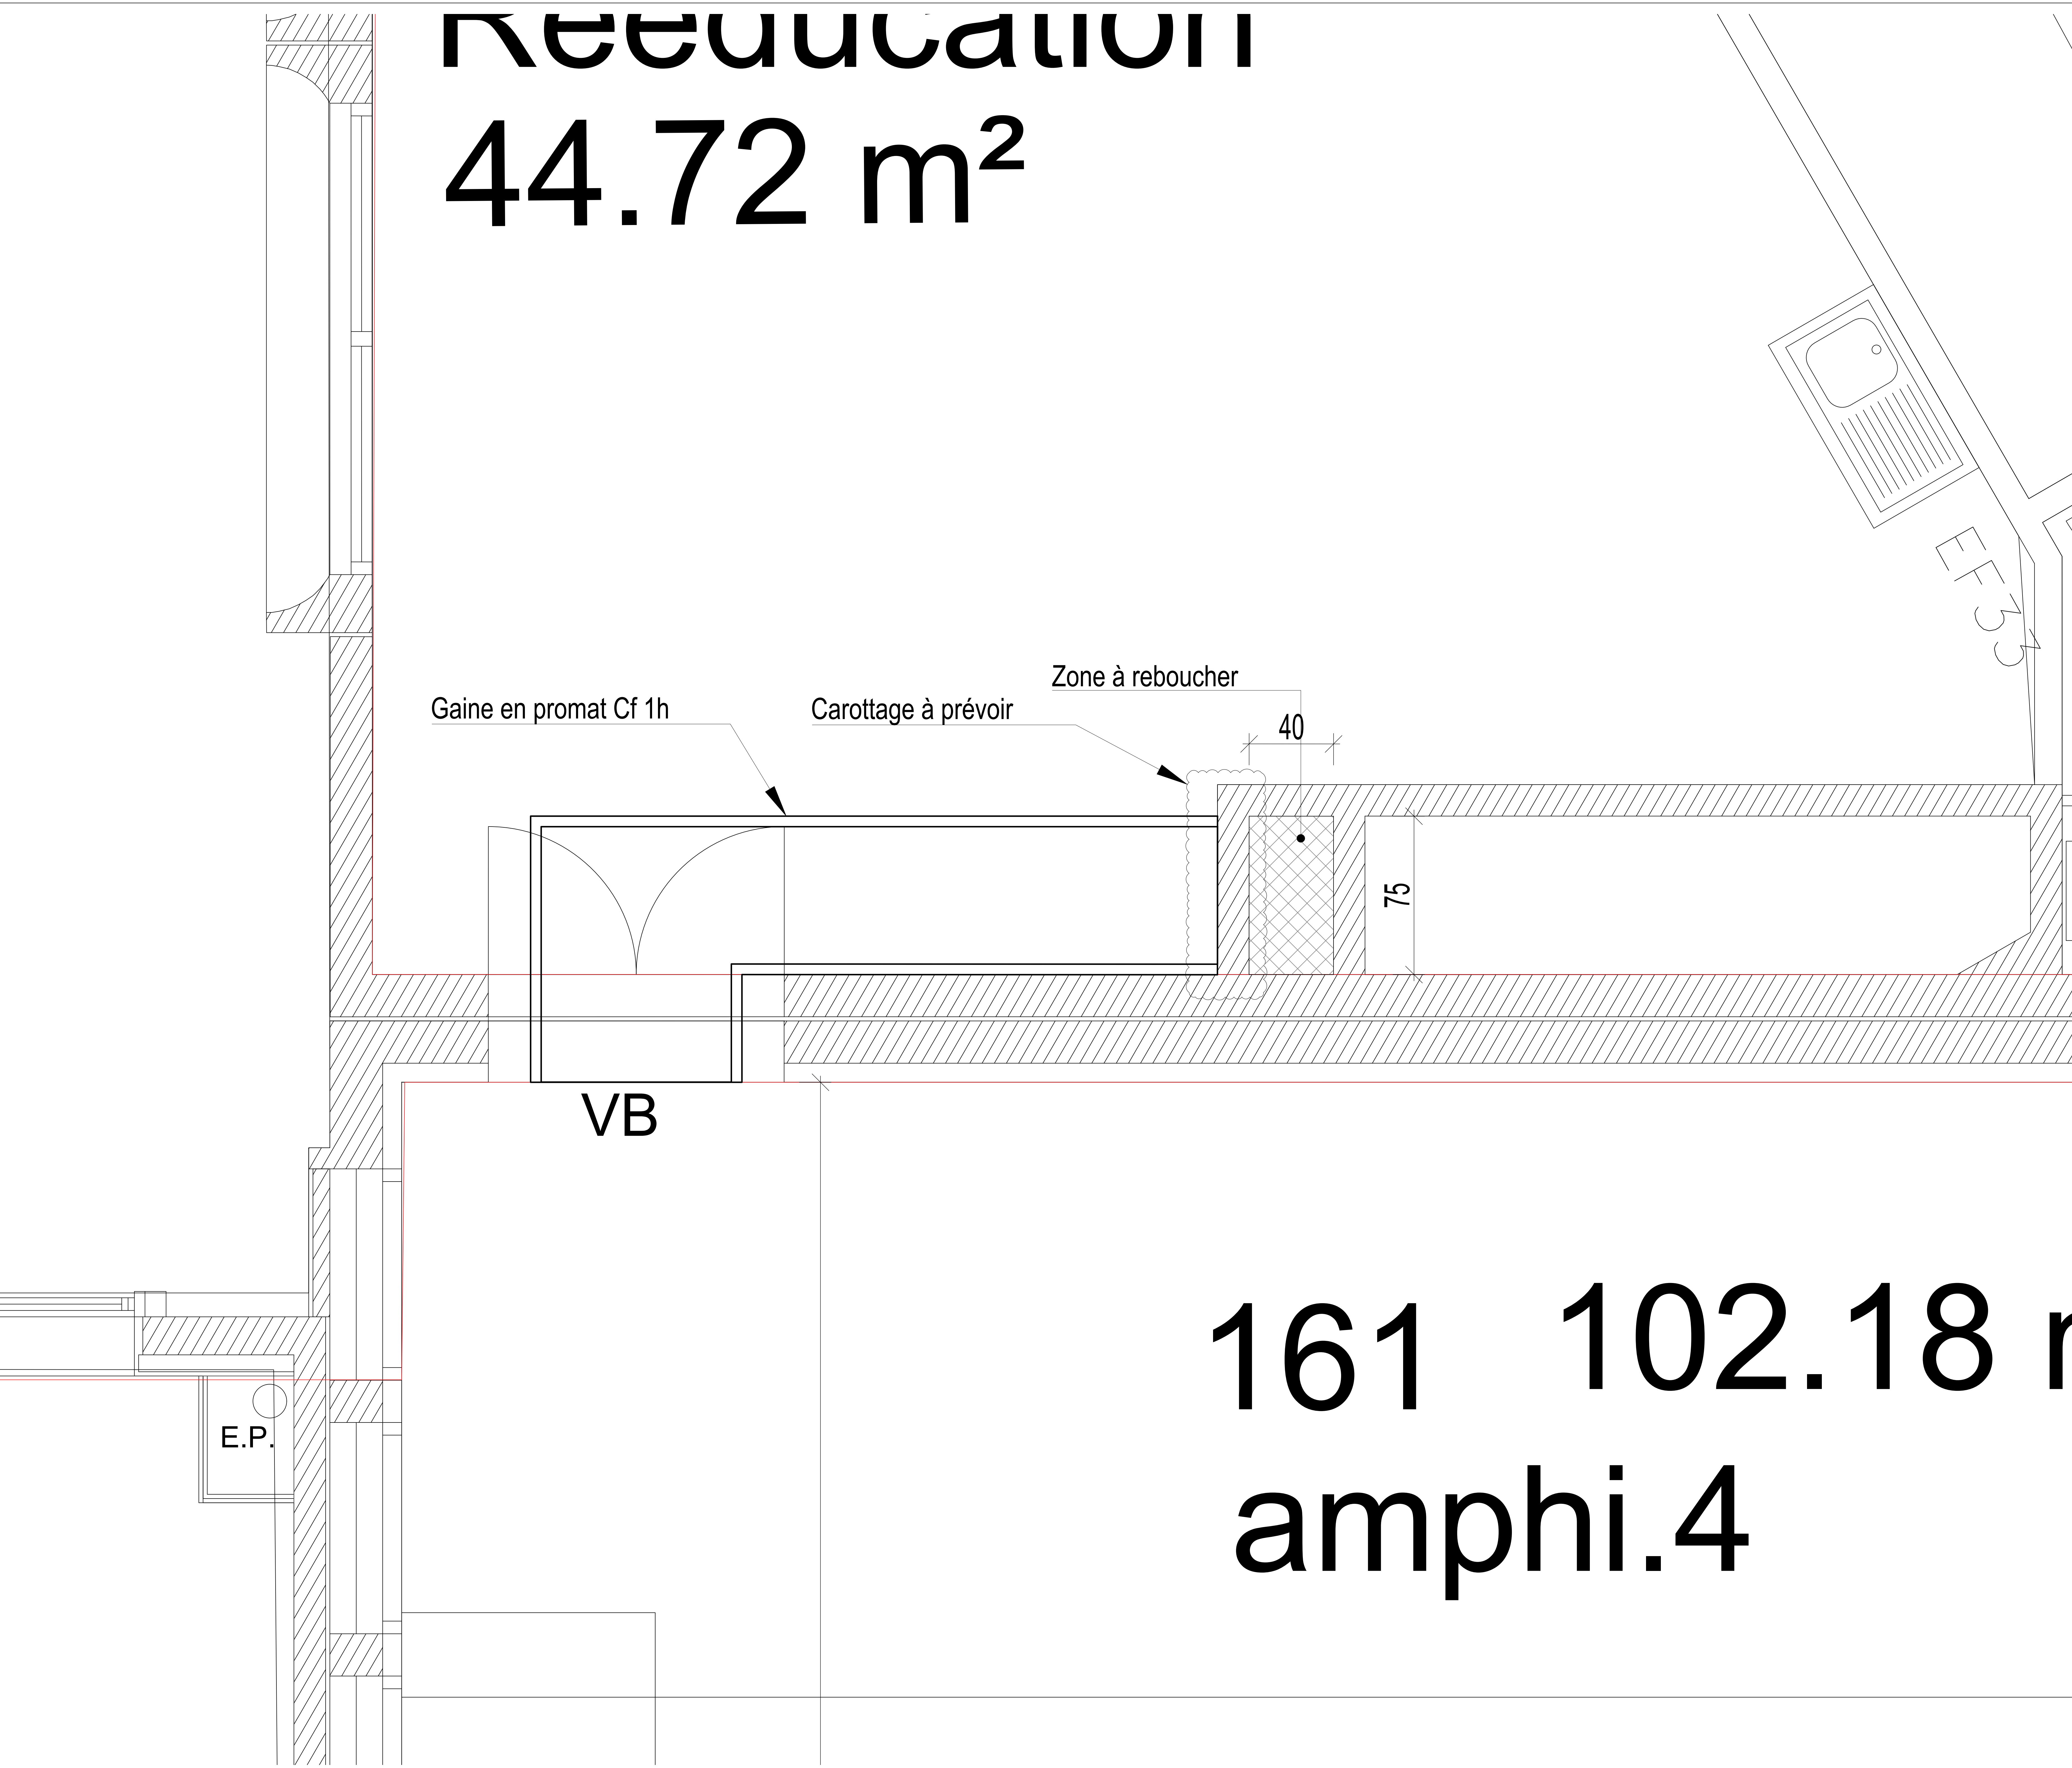 Rééducation
44.72 m²
EF33
Zone à reboucher
Gaine en promat Cf 1h
Carottage à prévoir
40
75
VB
161
102.18
amphi.4
E.P.